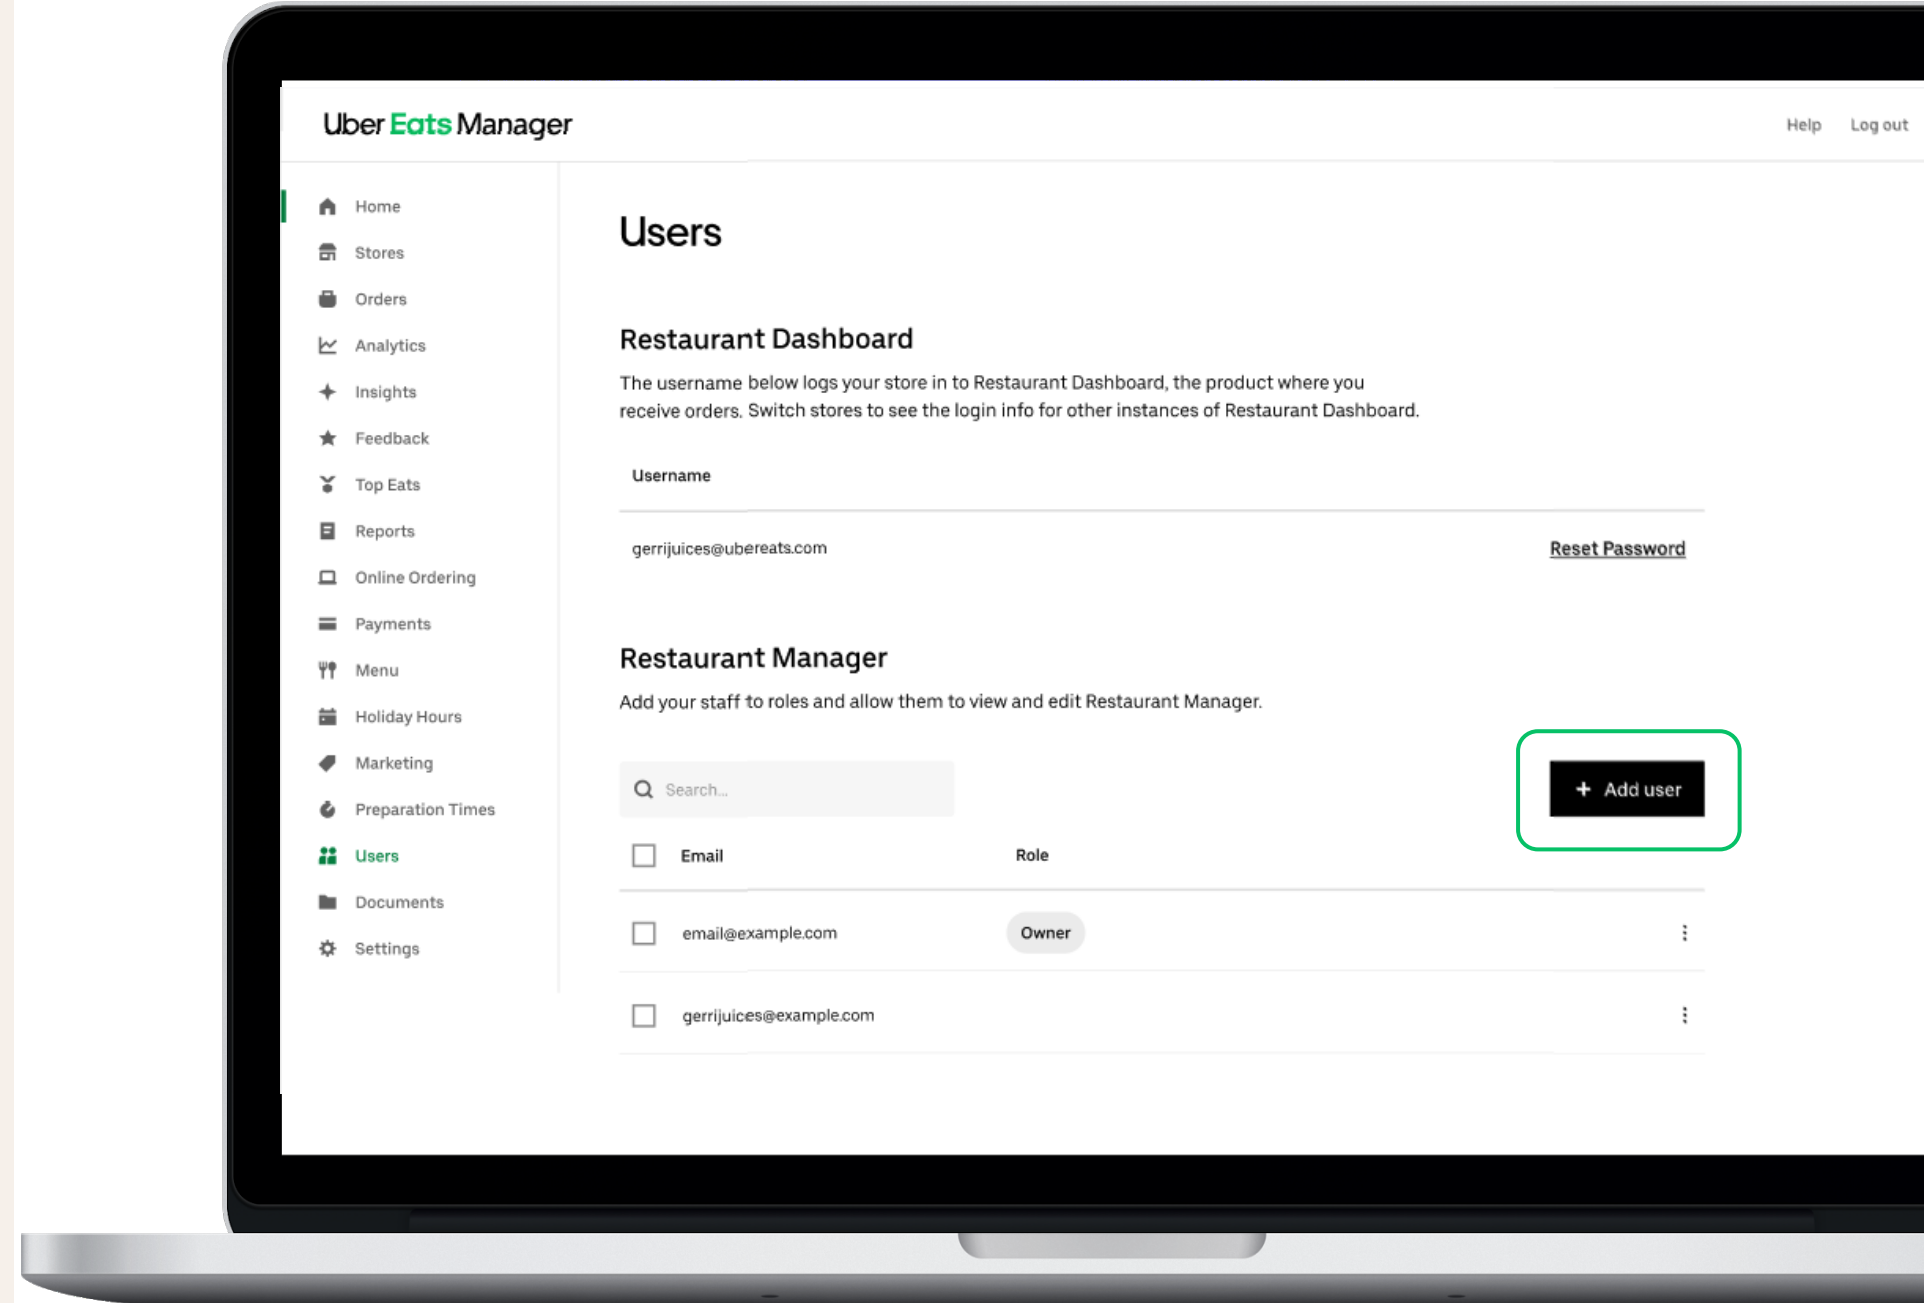 Uber Eats Manager
Help
Log out
Home
Stores
Orders
Analytics
Insights
Feedback
Top Eats
Reports
Online Ordering
Payments
Menu
Holiday Hours
Marketing
Preparation Times
Users
Documents
Settings
Users
Restaurant Dashboard
The username below logs your store in to Restaurant Dashboard, the product where you
receive orders. Switch stores to see the login info for other instances of Restaurant Dashboard.
Username
gerrijuices@ubereats.com
Reset Password
Restaurant Manager
Add your staff to roles and allow them to view and edit Restaurant Manager.
Search...
+ Add user
Email
Role
email@example.com
Owner
gerrijuices@example.com